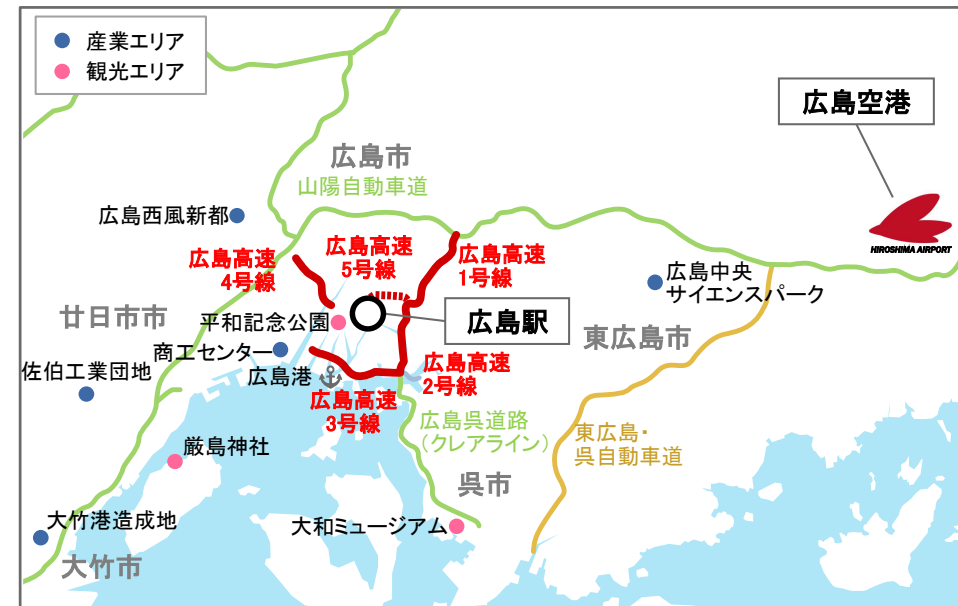 産業エリア
観光エリア
広島空港
広島市
山陽自動車道
広島西風新都
HIROSHIMA AIRPORT
広島高速
4号線
広島高速
5号線
広島高速
1号線
広島中央
サイエンスパーク
廿日市市
平和記念公園
広島駅
東広島市
商工センター
佐伯工業団地
広島港
広島高速
2号線
広島高速
3号線
広島呉道路
（クレアライン）
東広島・
呉自動車道
厳島神社
呉市
大竹港造成地
大和ミュージアム
大竹市